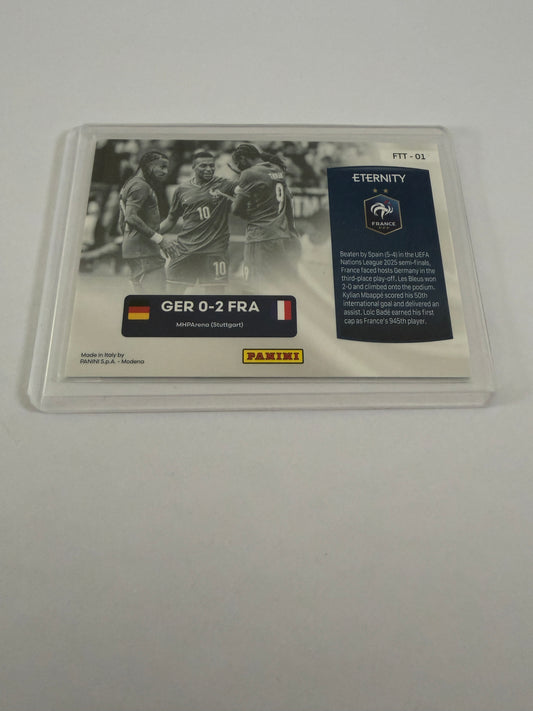 FTT - 01
ETERNITY
FRANCE
Beaten by Spain (5-4) in the UEFA
Nations League 2025 semi-finals,
France faced hosts Germany in the
third-place play-off. Les Bleus won
2-0 and climbed onto the podium.
Kylian Mbappé scored his 50th
international goal and delivered an
assist. Loïc Badé earned his first
cap as France's 945th player.
10
10
9
GER 0-2 FRA
MHPArena (Stuttgart)
PANINI
Made in Italy by
PANINI S.p.A. - Modena